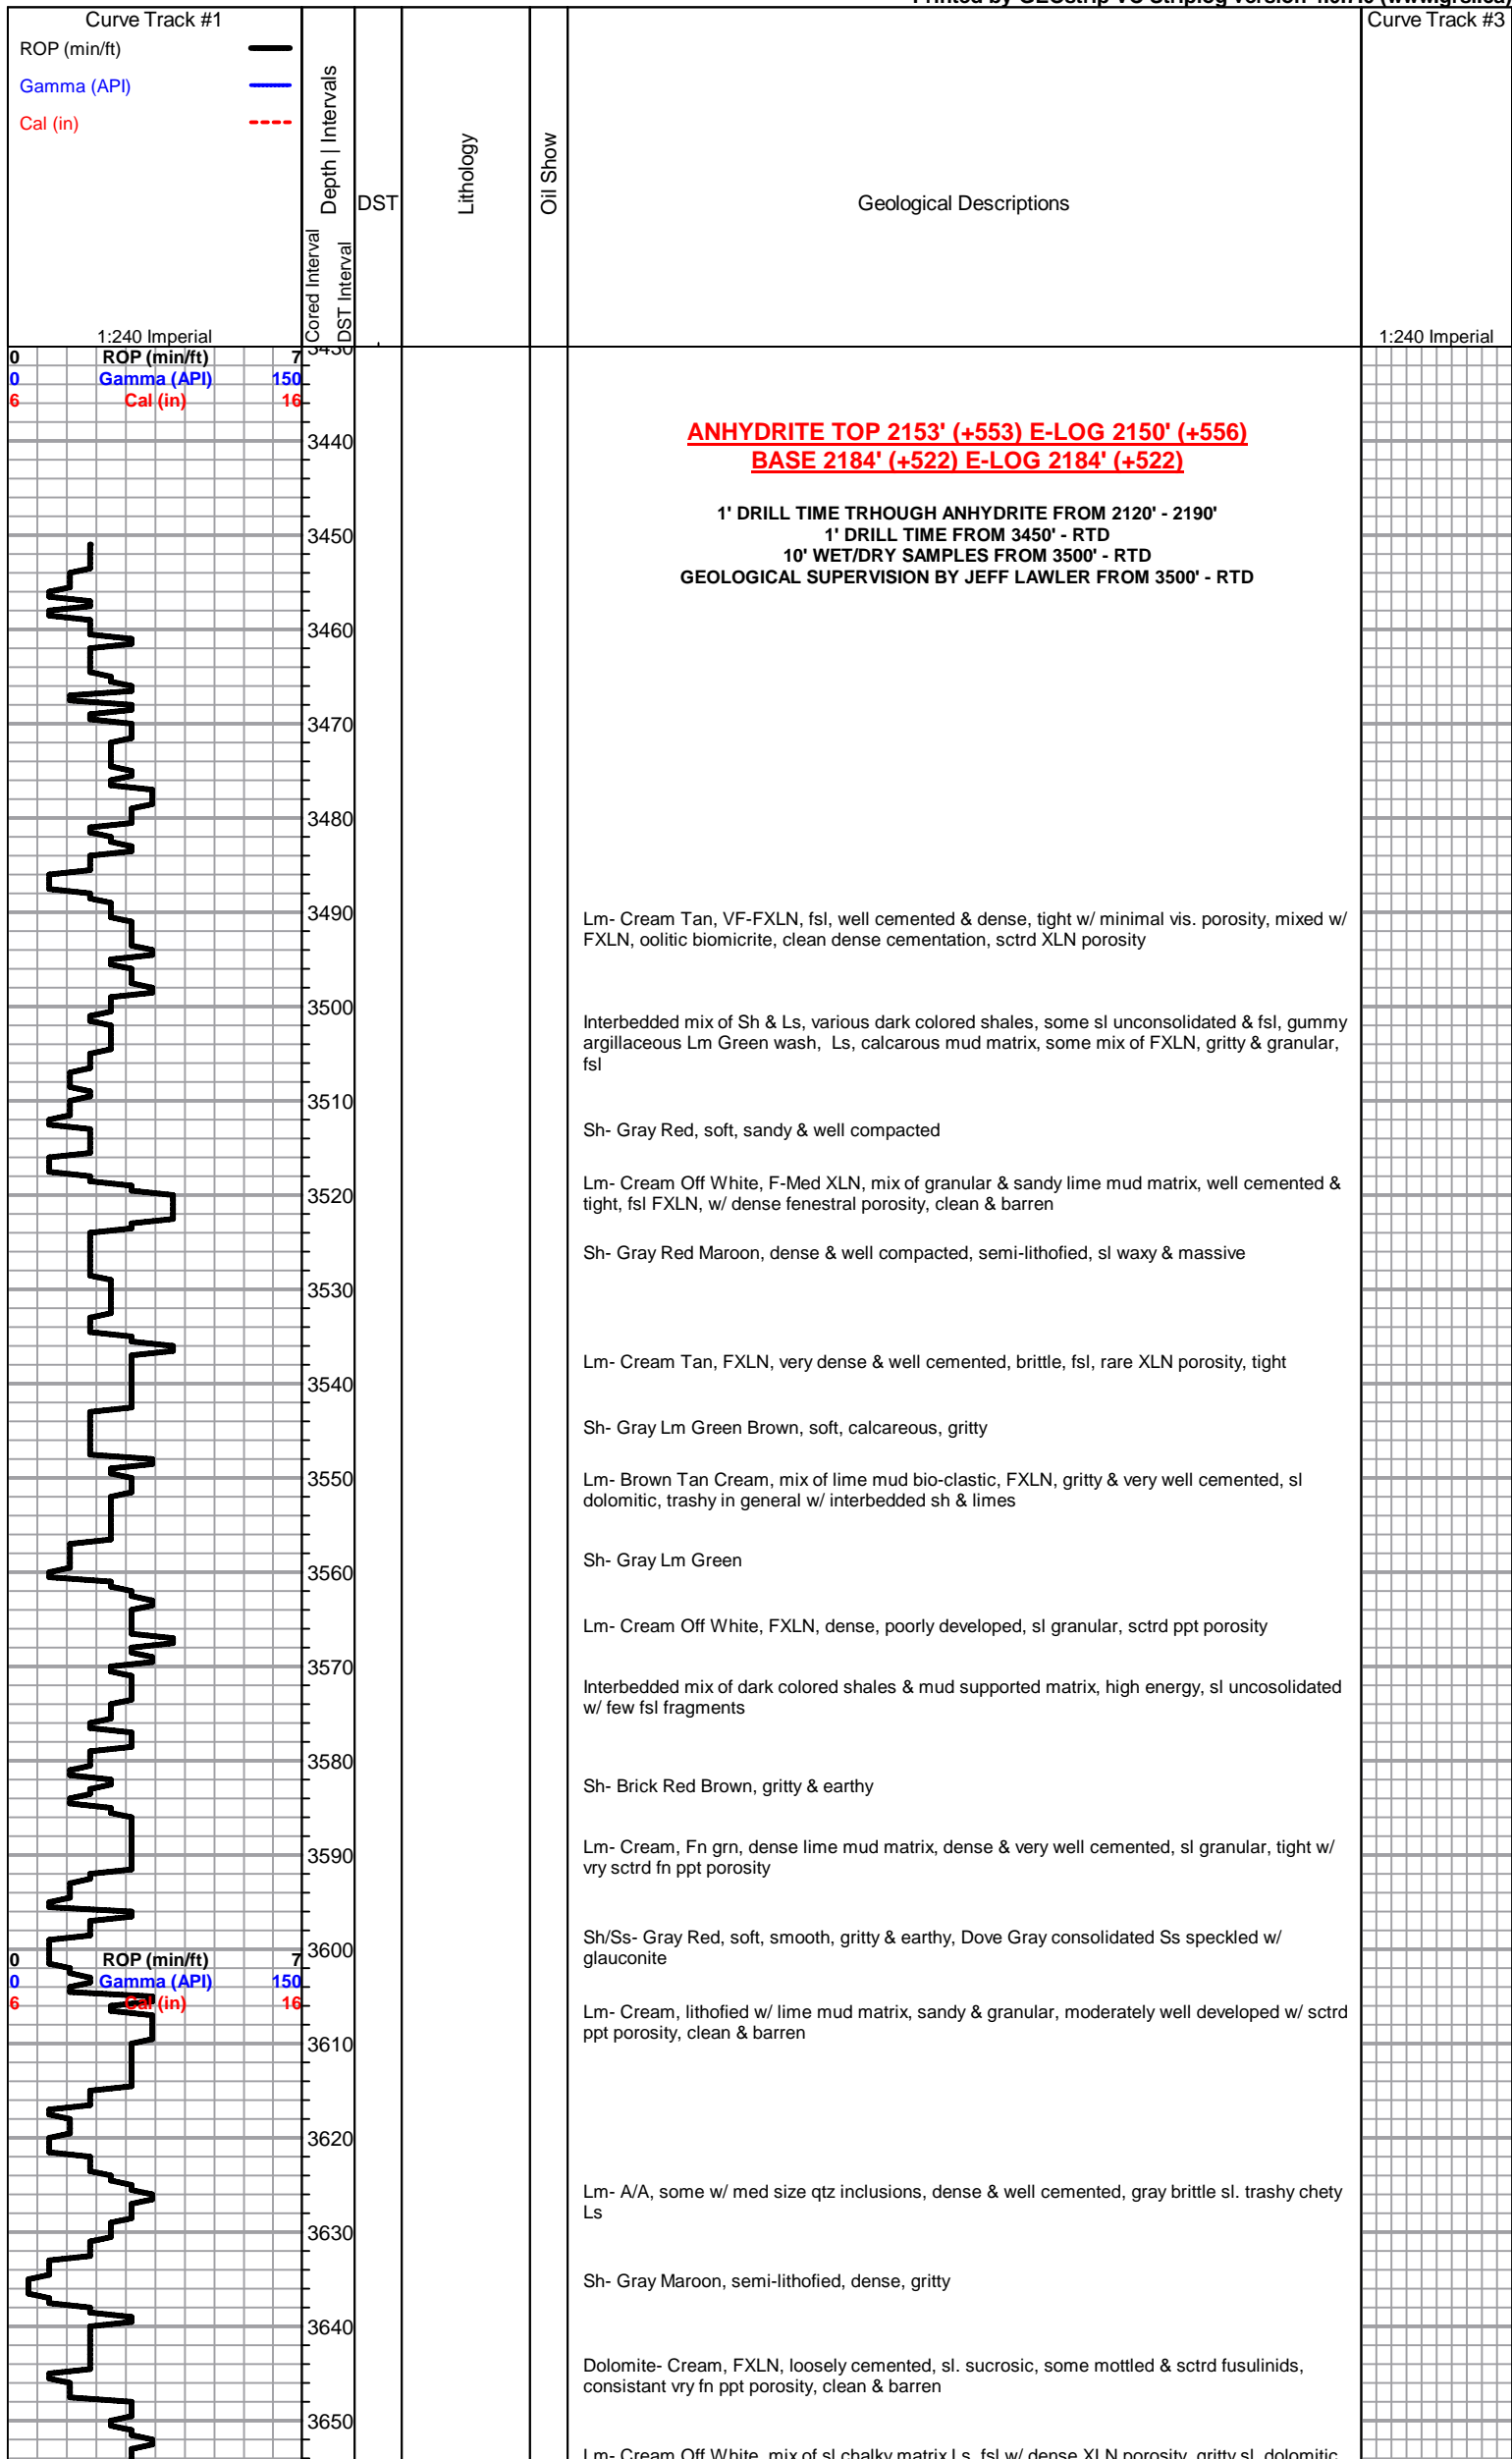 Curve Track #1
ROP (min/ft)
Gamma (API)
Cal (in)
1:240 Imperial
Depth | Intervals
Cored Interval
DST Interval
DST
Lithology
Oil Show
Geological Descriptions
Curve Track #3
1:240 Imperial
0 ROP (min/ft) 7
0 Gamma (API) 150
6 Cal (in) 16
3430
ANHYDRITE TOP 2153' (+553) E-LOG 2150' (+556)
BASE 2184' (+522) E-LOG 2184' (+522)
3440
1' DRILL TIME TRHOUGH ANHYDRITE FROM 2120' - 2190'
1' DRILL TIME FROM 3450' - RTD
10' WET/DRY SAMPLES FROM 3500' - RTD
GEOLOGICAL SUPERVISION BY JEFF LAWLER FROM 3500' - RTD
3450
3460
3470
3480
3490
Lm- Cream Tan, VF-FXLN, fsl, well cemented & dense, tight w/ minimal vis. porosity, mixed w/
FXLN, oolitic biomicrite, clean dense cementation, sctrd XLN porosity
3500
Interbedded mix of Sh & Ls, various dark colored shales, some sl unconsolidated & fsl, gummy
argillaceous Lm Green wash, Ls, calcarous mud matrix, some mix of FXLN, gritty & granular,
fsl
3510
Sh- Gray Red, soft, sandy & well compacted
Lm- Cream Off White, F-Med XLN, mix of granular & sandy lime mud matrix, well cemented &
tight, fsl FXLN, w/ dense fenestral porosity, clean & barren
3520
Sh- Gray Red Maroon, dense & well compacted, semi-lithofied, sl waxy & massive
3530
Lm- Cream Tan, FXLN, very dense & well cemented, brittle, fsl, rare XLN porosity, tight
3540
Sh- Gray Lm Green Brown, soft, calcareous, gritty
3550
Lm- Brown Tan Cream, mix of lime mud bio-clastic, FXLN, gritty & very well cemented, sl
dolomitic, trashy in general w/ interbedded sh & limes
Sh- Gray Lm Green
3560
Lm- Cream Off White, FXLN, dense, poorly developed, sl granular, sctrd ppt porosity
3570
Interbedded mix of dark colored shales & mud supported matrix, high energy, sl uncosolidated
w/ few fsl fragments
3580
Sh- Brick Red Brown, gritty & earthy
3590
Lm- Cream, Fn grn, dense lime mud matrix, dense & very well cemented, sl granular, tight w/
vry sctrd fn ppt porosity
3600
Sh/Ss- Gray Red, soft, smooth, gritty & earthy, Dove Gray consolidated Ss speckled w/
glauconite
0 ROP (min/ft) 7
0 Gamma (API) 150
6 Cal (in) 16
Lm- Cream, lithofied w/ lime mud matrix, sandy & granular, moderately well developed w/ sctrd
ppt porosity, clean & barren
3610
3620
Lm- A/A, some w/ med size qtz inclusions, dense & well cemented, gray brittle sl. trashy chety
Ls
3630
Sh- Gray Maroon, semi-lithofied, dense, gritty
3640
Dolomite- Cream, FXLN, loosely cemented, sl. sucrosic, some mottled & sctrd fusulinids,
consistant vry fn ppt porosity, clean & barren
3650
Lm- Cream Off White, mix of sl chalky matrix Ls, fsl w/ dense XLN porosity, gritty sl. dolomitic